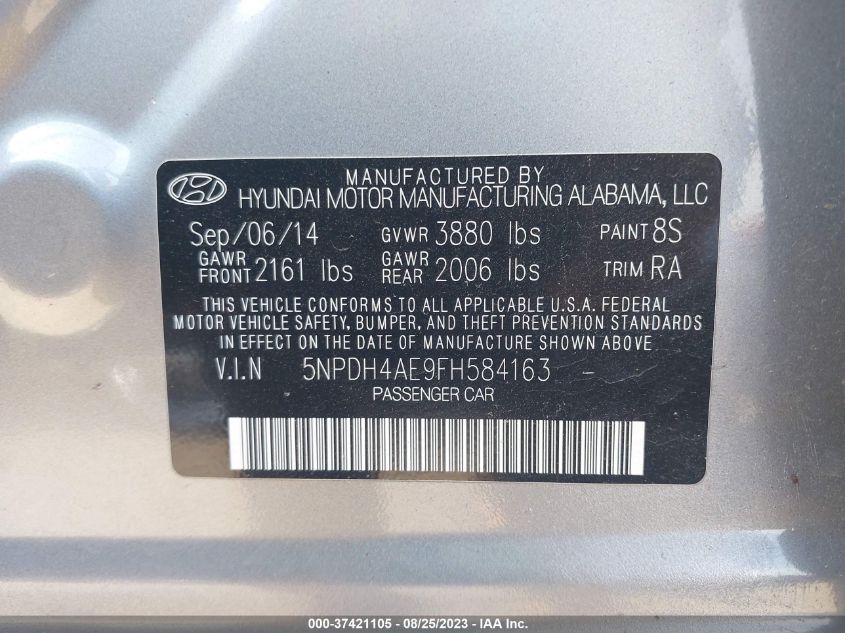 MANUFACTURED BY
HYUNDAI MOTOR MANUFACTURING ALABAMA, LLC
Sep/06/14 GVWR 3880 lbs PAINT 8S
GAWR FRONT 2161 lbs GAWR REAR 2006 lbs TRIM RA
THIS VEHICLE CONFORMS TO ALL APPLICABLE U.S.A. FEDERAL
MOTOR VEHICLE SAFETY, BUMPER, AND THEFT PREVENTION STANDARDS
IN EFFECT ON THE DATE OF MANUFACTURE SHOWN ABOVE.
V.I.N 5NPDH4AE9FH584163 -
PASSENGER CAR
000-37421105 - 08/25/2023 - IAA Inc.